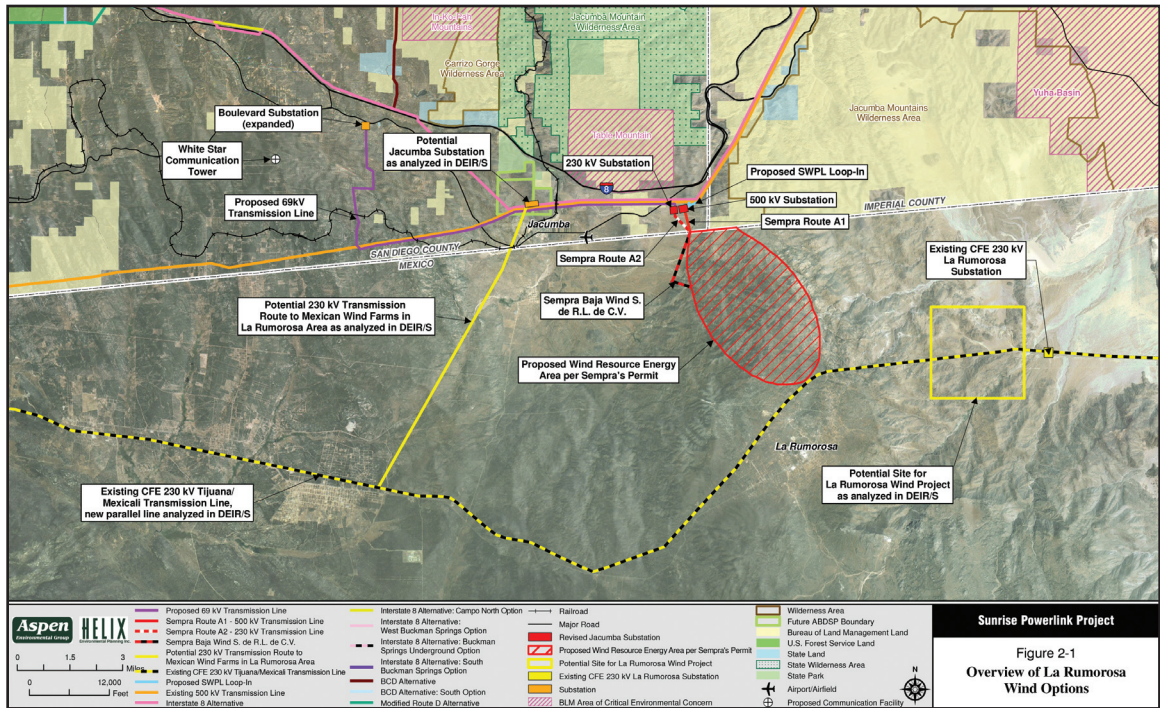 In-Ko-Pah
Mountains
Jacumba Mountain
Wilderness Area
Carrizo Gorge
Wilderness Area
Yuha Basin
Jacumba Mountains
Wilderness Area
Table Mountain
Boulevard Substation
(expanded)
White Star
Communication
Tower
Proposed 69kV
Transmission Line
Potential
Jacumba Substation
as analyzed in DEIR/S
230 kV Substation
8
Proposed SWPL Loop-In
500 kV Substation
Sempra Route A1
IMPERIAL COUNTY
Jacumba
SAN DIEGO COUNTY
MEXICO
Sempra Route A2
Existing CFE 230 kV
La Rumorosa
Substation
Potential 230 kV Transmission
Route to Mexican Wind Farms in
La Rumorosa Area as analyzed in DEIR/S
Sempra Baja Wind S.
de R.L. de C.V.
Proposed Wind Resource Energy
Area per Sempra's Permit
La Rumorosa
Existing CFE 230 kV Tijuana/
Mexicali Transmission Line,
new parallel line analyzed in DEIR/S
Potential Site for
La Rumorosa Wind Project
as analyzed in DEIR/S
Aspen
Environmental Group
HELIX
Environmental Planning Inc.
0 1.5 3
Miles
0 12,000
Feet
Proposed 69 kV Transmission Line
Sempra Route A1 - 500 kV Transmission Line
Sempra Route A2 - 230 kV Transmission Line
Sempra Baja Wind S. de R.L. de C.V.
Potential 230 kV Transmission Route to
Mexican Wind Farms in La Rumorosa Area
Existing CFE 230 kV Tijuana/Mexicali Transmission Line
Proposed SWPL Loop-In
Existing 500 kV Transmission Line
Interstate 8 Alternative
Interstate 8 Alternative: Campo North Option
Interstate 8 Alternative:
West Buckman Springs Option
Interstate 8 Alternative: Buckman
Springs Underground Option
Interstate 8 Alternative: South
Buckman Springs Option
BCD Alternative
BCD Alternative: South Option
Modified Route D Alternative
Railroad
Major Road
Revised Jacumba Substation
Proposed Wind Resource Energy Area per Sempra's Permit
Potential Site for La Rumorosa Wind Project
Existing CFE 230 kV La Rumorosa Substation
Substation
BLM Area of Critical Environmental Concern
Wilderness Area
Future ABDSP Boundary
Bureau of Land Management Land
U.S. Forest Service Land
State Land
State Wilderness Area
State Park
Airport/Airfield
Proposed Communication Facility
N
Sunrise Powerlink Project
Figure 2-1
Overview of La Rumorosa
Wind Options